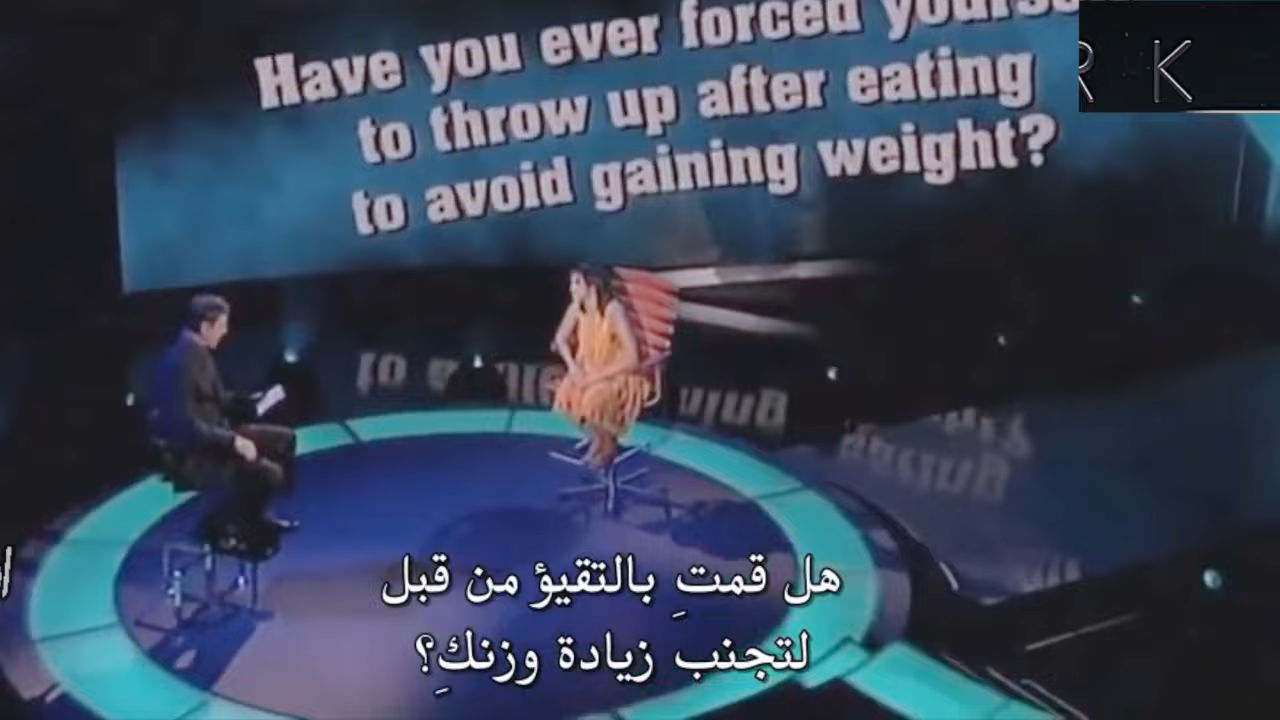 Have you ever forced
to throw up after eating
to avoid gaining weight?
R K
هل قمتِ بالتقيؤ من قبل
لتجنب زيادة وزنكِ؟